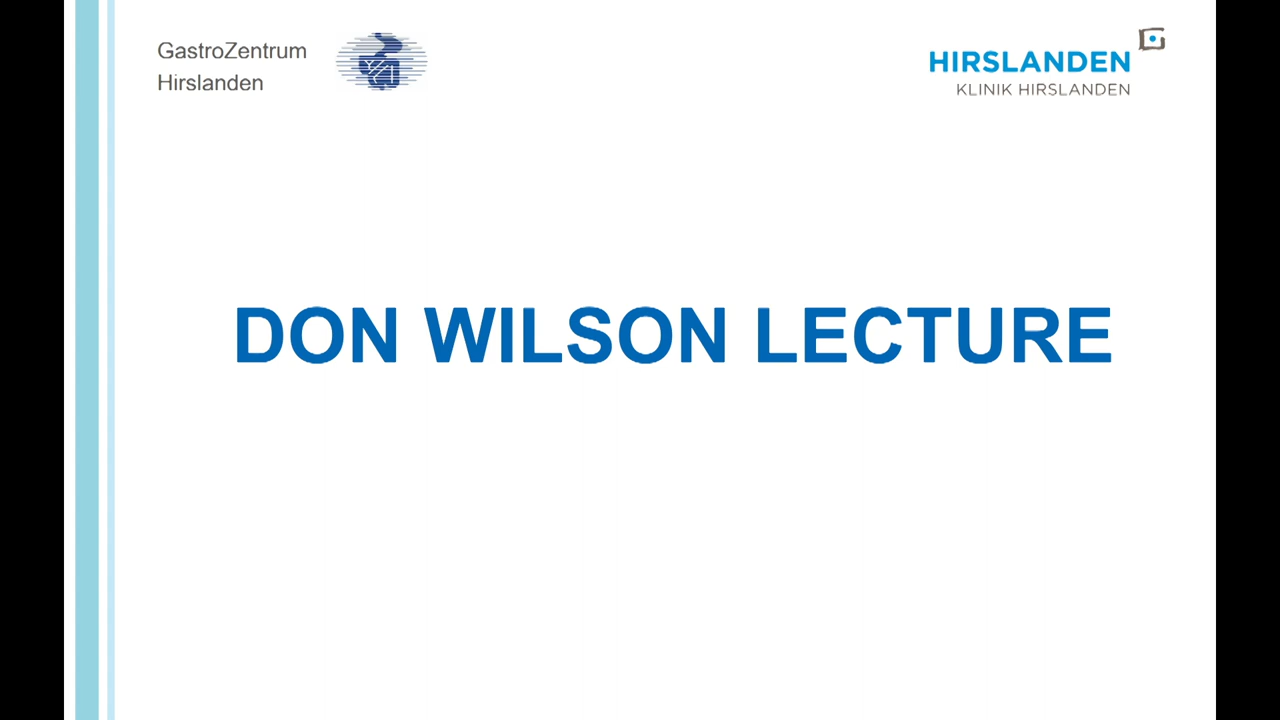 GastroZentrum
Hirslanden
HIRSLANDEN
KLINIK HIRSLANDEN
DON WILSON LECTURE